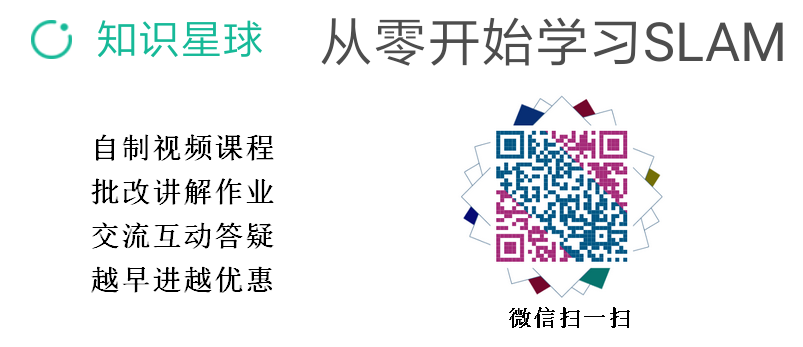 知识星球
从零开始学习SLAM
自制视频课程
批改讲解作业
交流互动答疑
越早进越优惠
微信扫一扫